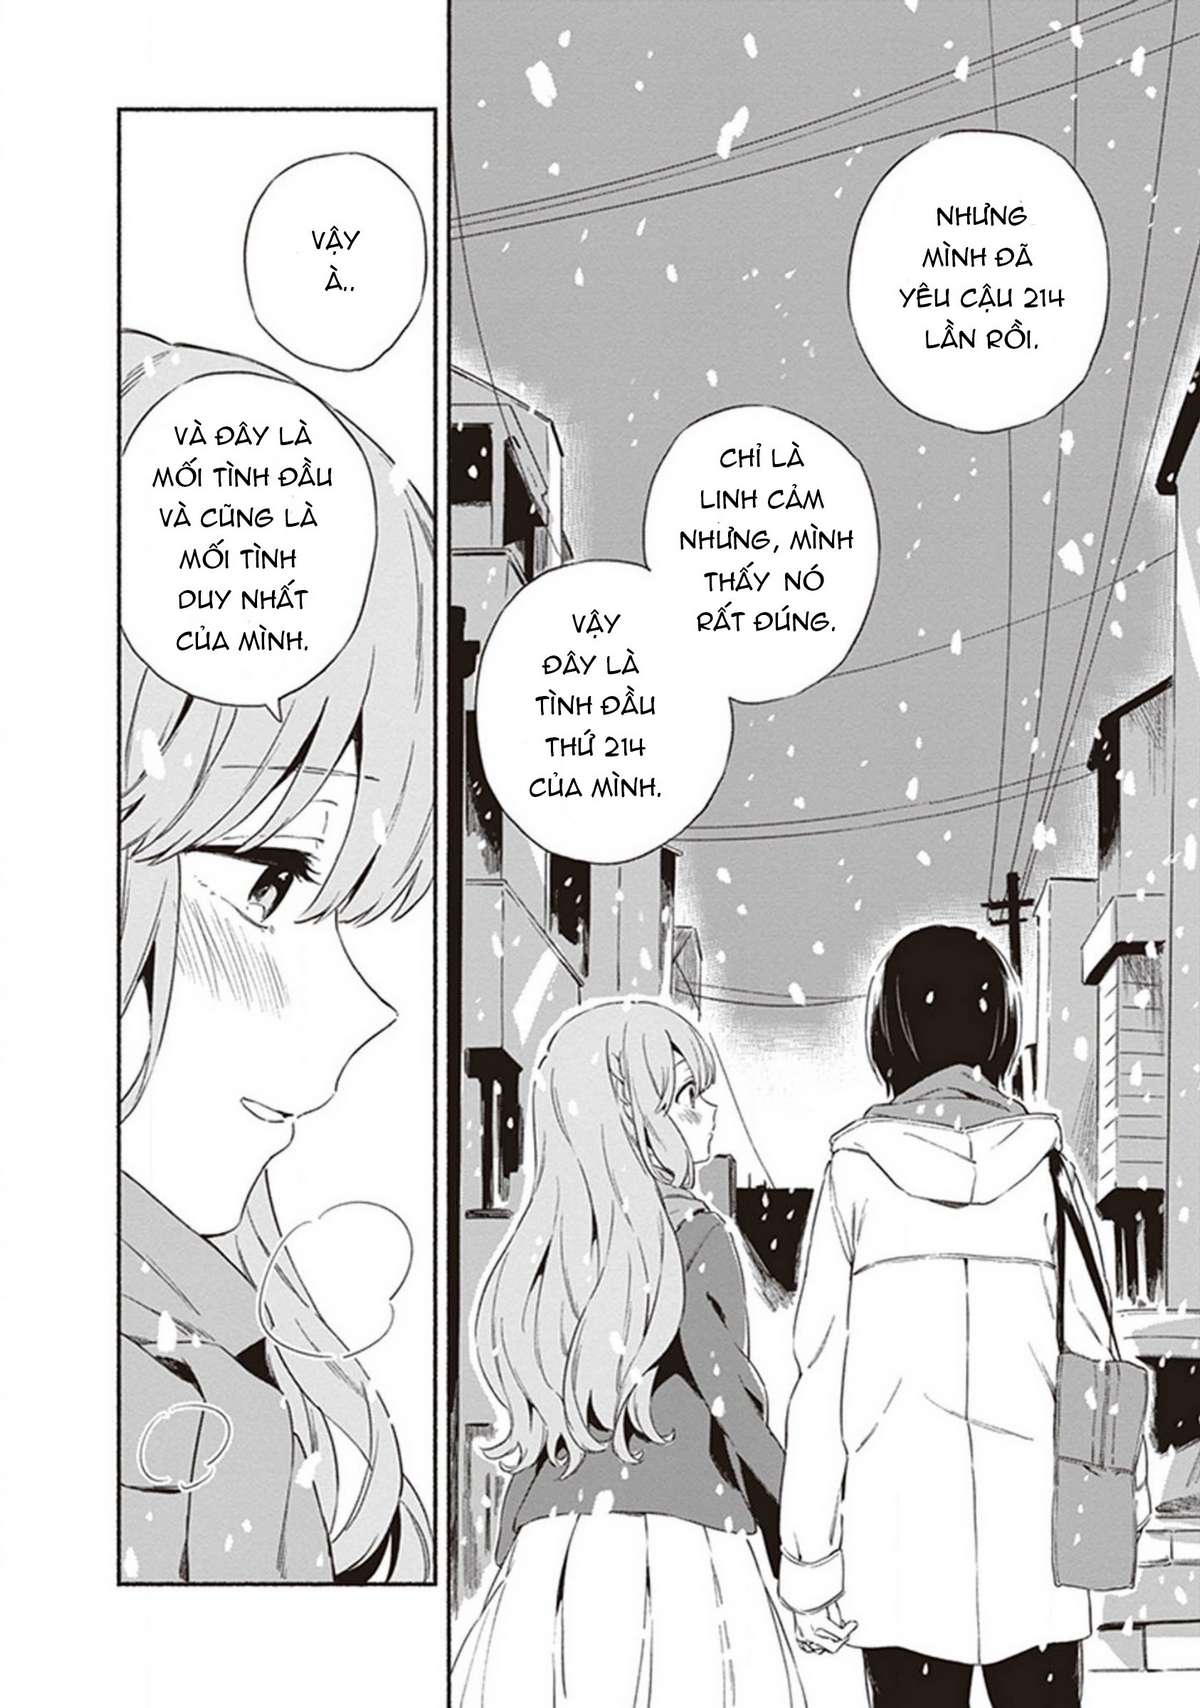 NHƯNG
MÌNH ĐÃ
YÊU CẬU 214
LẦN RỒI.
CHỈ LÀ
LINH CẢM
NHƯNG, MÌNH
THẤY NÓ
RẤT ĐÚNG.
VẬY
ĐÂY LÀ
TÌNH ĐẦU
THỨ 214
CỦA MÌNH.
VẬY
À..
VÀ ĐÂY LÀ
MỐI TÌNH ĐẦU
VÀ CŨNG LÀ
MỐI TÌNH
DUY NHẤT
CỦA MÌNH.